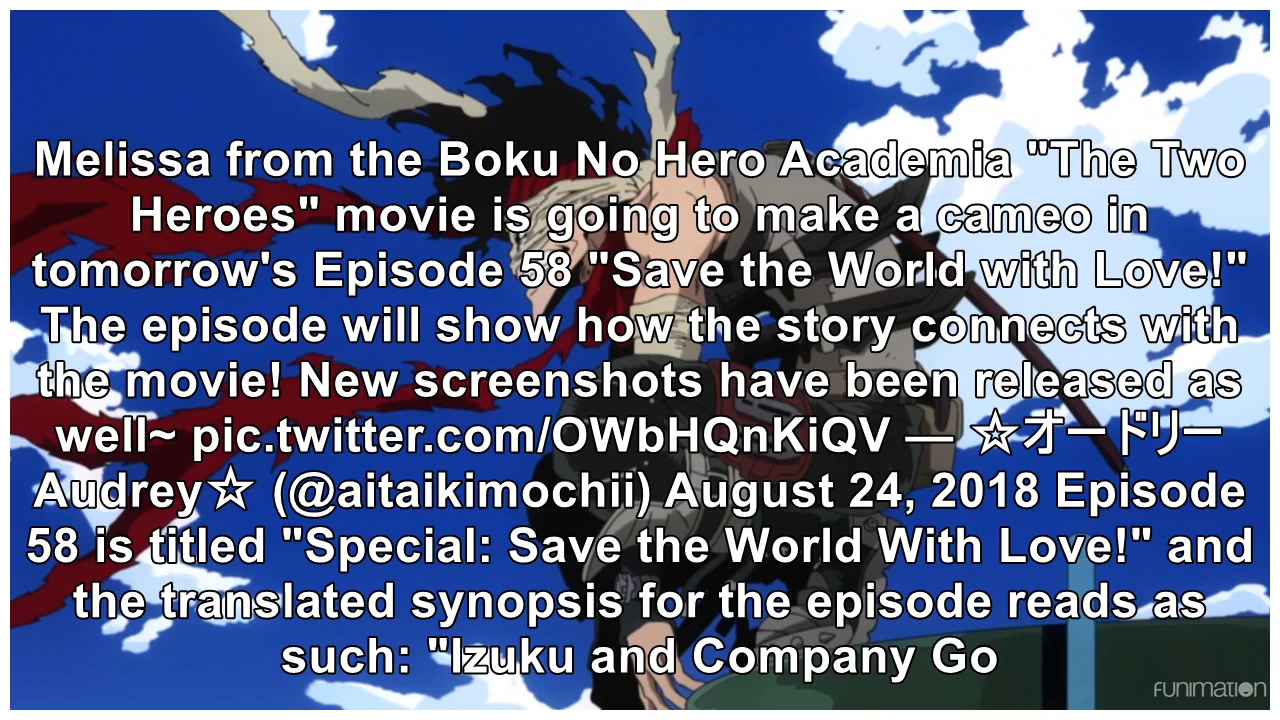 Melissa from the Boku No Hero Academia "The Two
Heroes" movie is going to make a cameo in
tomorrow's Episode 58 "Save the World with Love!"
The episode will show how the story connects with
the movie! New screenshots have been released as
well~ pic.twitter.com/OWbHQnKiQV — ☆オードリー
Audrey☆ (@aitaikimochii) August 24, 2018 Episode
58 is titled "Special: Save the World With Love!" and
the translated synopsis for the episode reads as
such: "Izuku and Company Go
FUNIMATION